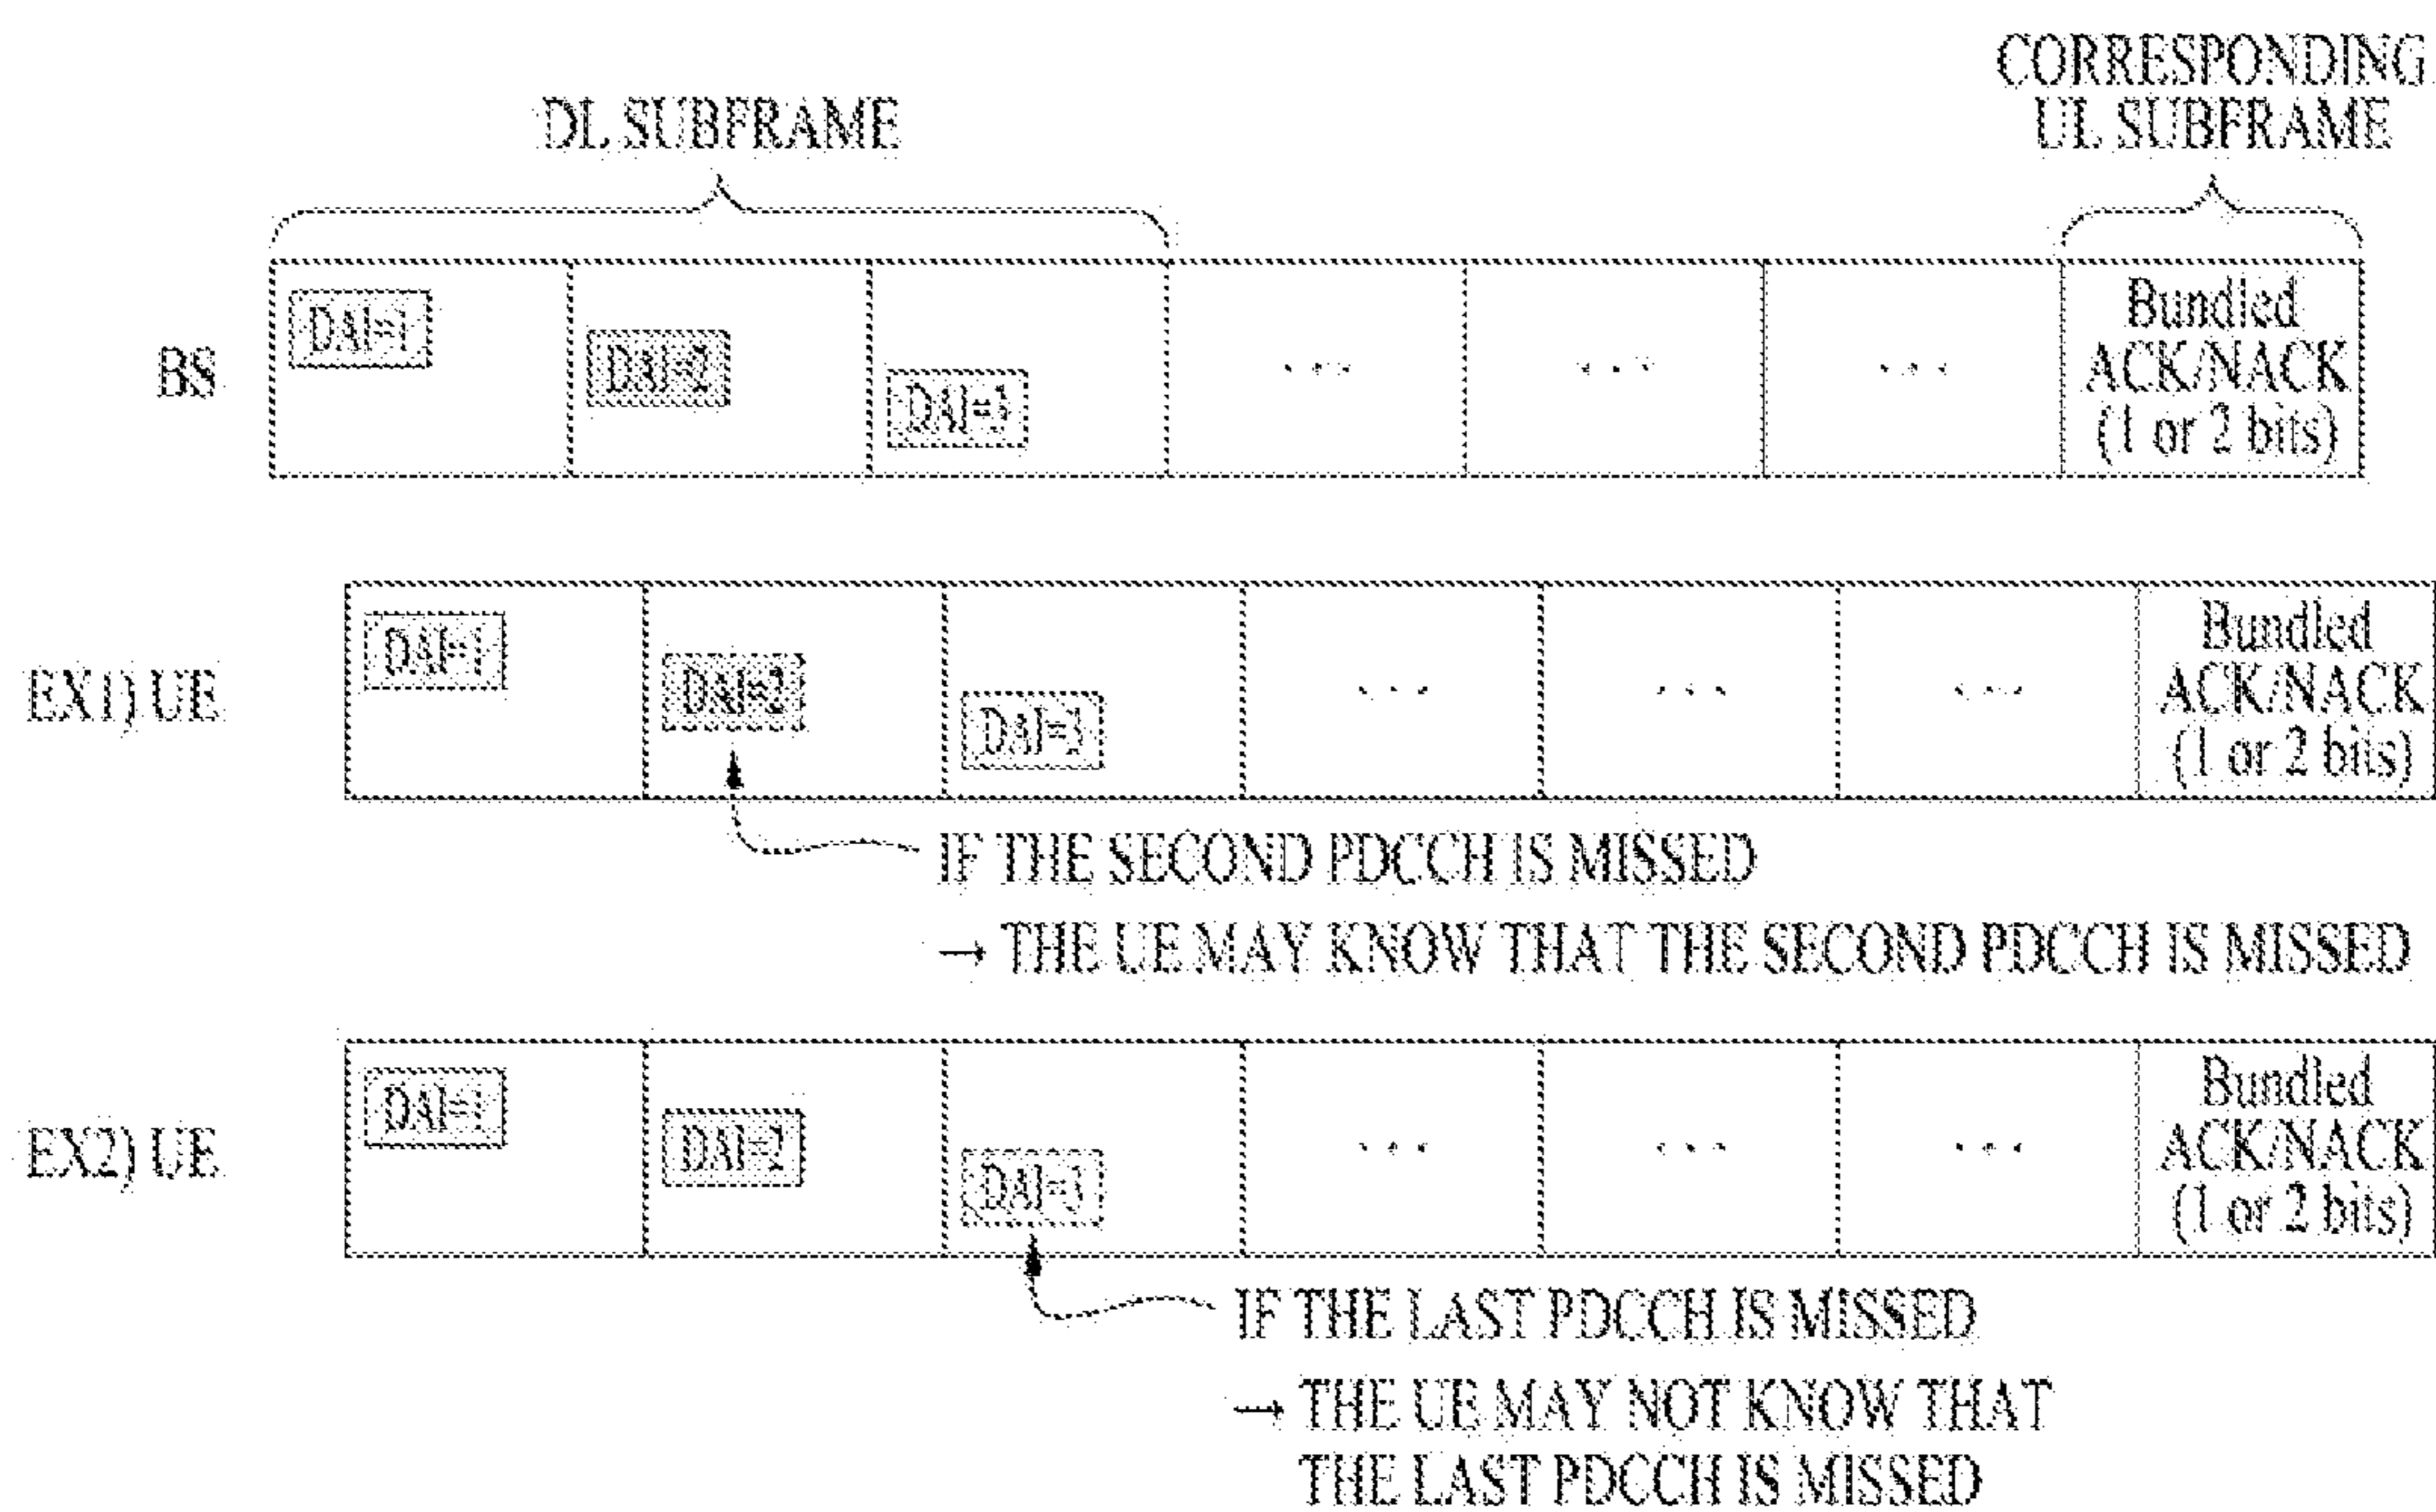 CORRESPONDING
DL SUBFRAME UL SUBFRAME
BS DAI=1 DAI=2 DAI=3 ... ... ... Bundled
ACK/NACK
(1 or 2 bits)
EX1) UE DAI=1 DAI=2 DAI=3 ... ... ... Bundled
ACK/NACK
(1 or 2 bits)
IF THE SECOND PDCCH IS MISSED
→ THE UE MAY KNOW THAT THE SECOND PDCCH IS MISSED
EX2) UE DAI=1 DAI=2 DAI=3 ... ... ... Bundled
ACK/NACK
(1 or 2 bits)
IF THE LAST PDCCH IS MISSED
→ THE UE MAY NOT KNOW THAT
THE LAST PDCCH IS MISSED